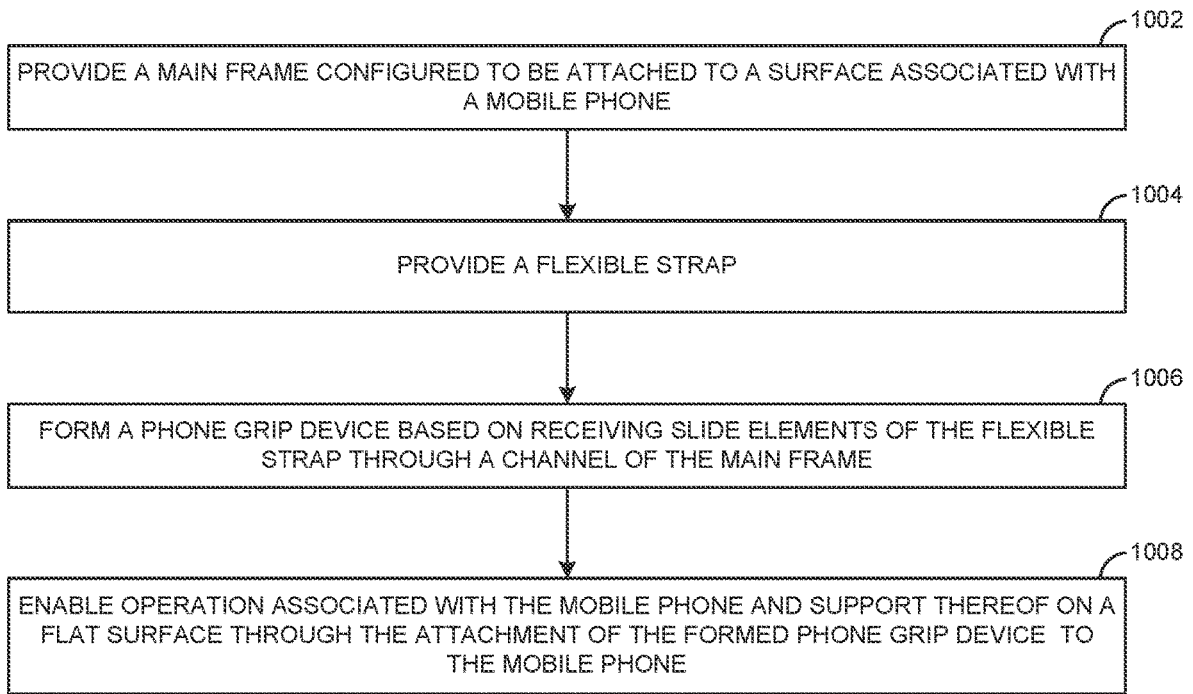 1002
PROVIDE A MAIN FRAME CONFIGURED TO BE ATTACHED TO A SURFACE ASSOCIATED WITH
A MOBILE PHONE
1004
PROVIDE A FLEXIBLE STRAP
1006
FORM A PHONE GRIP DEVICE BASED ON RECEIVING SLIDE ELEMENTS OF THE FLEXIBLE
STRAP THROUGH A CHANNEL OF THE MAIN FRAME
1008
ENABLE OPERATION ASSOCIATED WITH THE MOBILE PHONE AND SUPPORT THEREOF ON A
FLAT SURFACE THROUGH THE ATTACHMENT OF THE FORMED PHONE GRIP DEVICE TO
THE MOBILE PHONE